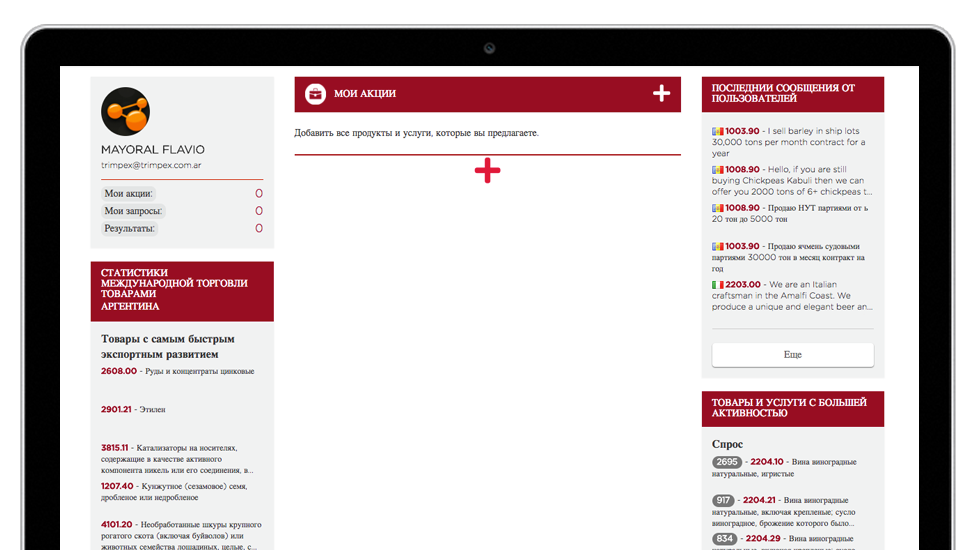 MAYORAL FLAVIO
trimpex@trimpex.com.ar
Мои акции: 0
Мои запросы: 0
Результаты: 0
СТАТИСТИКИ
МЕЖДУНАРОДНОЙ ТОРГОВЛИ
ТОВАРАМИ
АРГЕНТИНА
Товары с самым быстрым
экспортным развитием
2608.00 - Руды и концентраты цинковые
2901.21 - Этилен
3815.11 - Катализаторы на носителях,
содержащие в качестве активного
компонента никель или его соединения, в...
1207.40 - Кунжутное (сезамовое) семя,
дробленое или недробленое
4101.20 - Необработанные шкуры крупного
рогатого скота (включая буйволов) или
животных семейства лошадиных, целые, с...
МОИ АКЦИИ
Добавить все продукты и услуги, которые вы предлагаете.
ПОСЛЕДНИИ СООБЩЕНИЯ ОТ
ПОЛЬЗОВАТЕЛЕЙ
1003.90 - I sell barley in ship lots
30,000 tons per month contract for a
year
1008.90 - Hello, if you are still
buying Chickpeas Kabuli then we can
offer you 2000 tons of 6+ chickpeas t...
1008.90 - Продаю НУТ партиями от ь
20 тон до 5000 тон
1003.90 - Продаю ячмень судовыми
партиями 30000 тон в месяц контракт на
год
2203.00 - We are an Italian
craftsman in the Amalfi Coast. We
produce a unique and elegant beer an...
Еще
ТОВАРЫ И УСЛУГИ С БОЛЬШЕЙ
АКТИВНОСТЬЮ
Спрос
2695 - 2204.10 - Вина виноградные
натуральные, игристые
917 - 2204.21 - Вина виноградные
натуральные, включая крепленые; сусло
виноградное, брожение которого было...
834 - 2204.29 - Вина виноградные